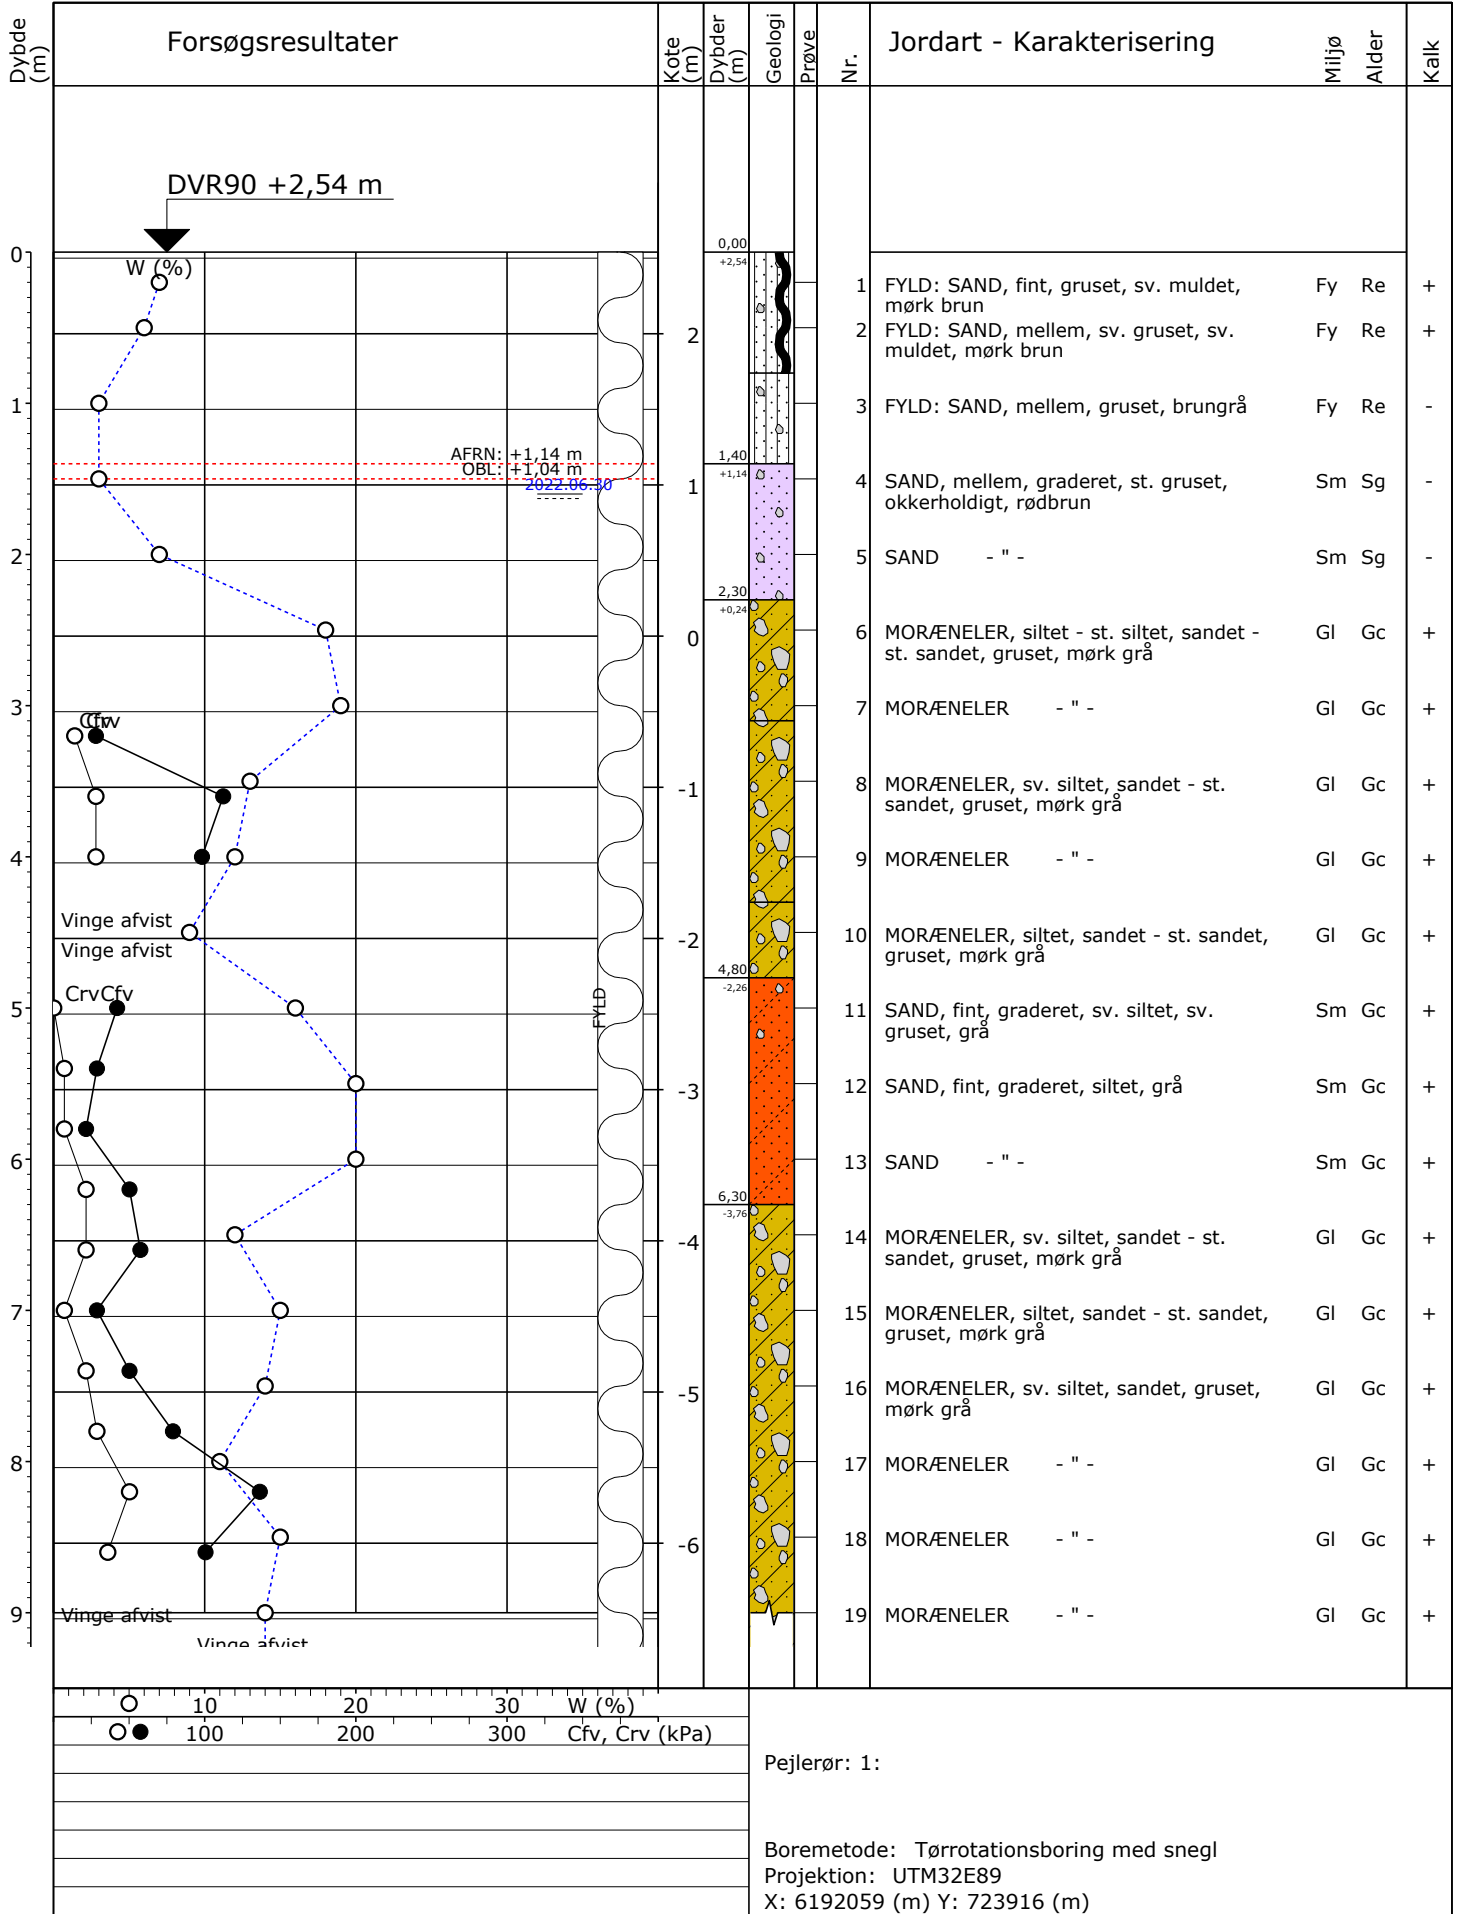 Dybde (m)
Forsøgsresultater
Kote (m)
Dybder (m)
Geologi
Prøve
Nr.
Jordart - Karakterisering
Miljø
Alder
Kalk
DVR90 +2,54 m
0
W (%)
0,00
+2,54
1 FYLD: SAND, fint, gruset, sv. muldet, Fy Re +
mørk brun
2
2 FYLD: SAND, mellem, sv. gruset, sv. Fy Re +
muldet, mørk brun
1
3 FYLD: SAND, mellem, gruset, brungrå Fy Re -
AFRN: +1,14 m
1,40
OBL: +1,04 m
+1,14
2022.06.30
1
4 SAND, mellem, graderet, st. gruset, Sm Sg -
okkerholdigt, rødbrun
2
5 SAND - " - Sm Sg -
2,30
+0,24
0
6 MORÆNELER, siltet - st. siltet, sandet - Gl Gc +
st. sandet, gruset, mørk grå
3
7 MORÆNELER - " - Gl Gc +
Crv
Cfv
-1
8 MORÆNELER, sv. siltet, sandet - st. Gl Gc +
sandet, gruset, mørk grå
4
9 MORÆNELER - " - Gl Gc +
Vinge afvist
-2
10 MORÆNELER, siltet, sandet - st. sandet, Gl Gc +
gruset, mørk grå
Vinge afvist
4,80
-2,26
Crv Cfv
5
FYLD
11 SAND, fint, graderet, sv. siltet, sv. Sm Gc +
gruset, grå
-3
12 SAND, fint, graderet, siltet, grå Sm Gc +
6
13 SAND - " - Sm Gc +
6,30
-3,76
-4
14 MORÆNELER, sv. siltet, sandet - st. Gl Gc +
sandet, gruset, mørk grå
7
15 MORÆNELER, siltet, sandet - st. sandet, Gl Gc +
gruset, mørk grå
-5
16 MORÆNELER, sv. siltet, sandet, gruset, Gl Gc +
mørk grå
8
17 MORÆNELER - " - Gl Gc +
-6
18 MORÆNELER - " - Gl Gc +
9
Vinge afvist
19 MORÆNELER - " - Gl Gc +
Vinge afvist
10 20 30 W (%)
100 200 300 Cfv, Crv (kPa)
Pejlerør: 1:
Boremetode: Tørrotationsboring med snegl
Projektion: UTM32E89
X: 6192059 (m) Y: 723916 (m)